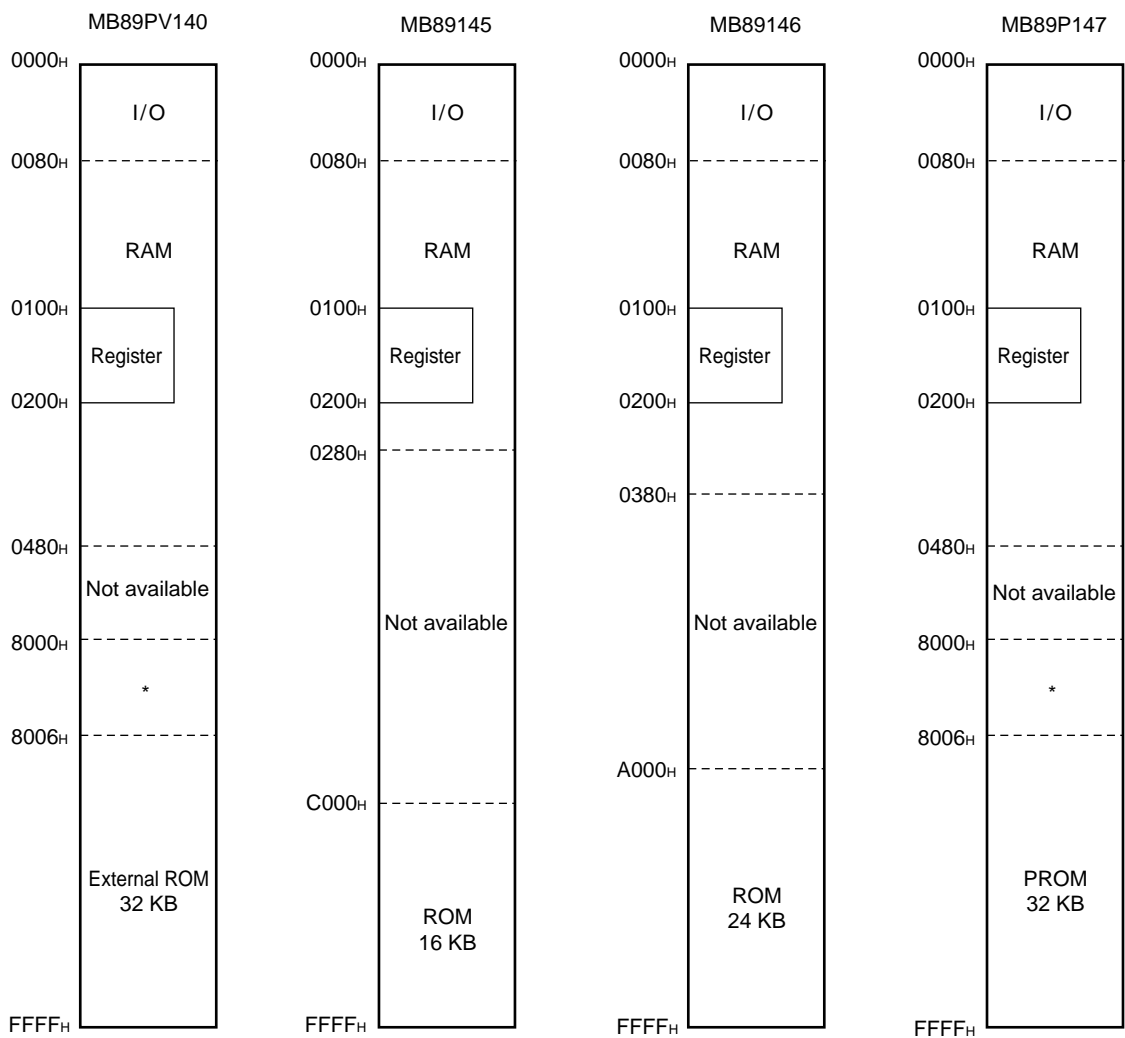 MB89PV140
0000H
I/O
0080H
RAM
0100H
Register
0200H
0480H
Not available
8000H
*
8006H
External ROM
32 KB
FFFFH
MB89145
0000H
I/O
0080H
RAM
0100H
Register
0200H
0280H
Not available
C000H
ROM
16 KB
FFFFH
MB89146
0000H
I/O
0080H
RAM
0100H
Register
0200H
0380H
Not available
A000H
ROM
24 KB
FFFFH
MB89P147
0000H
I/O
0080H
RAM
0100H
Register
0200H
0480H
Not available
8000H
*
8006H
PROM
32 KB
FFFFH